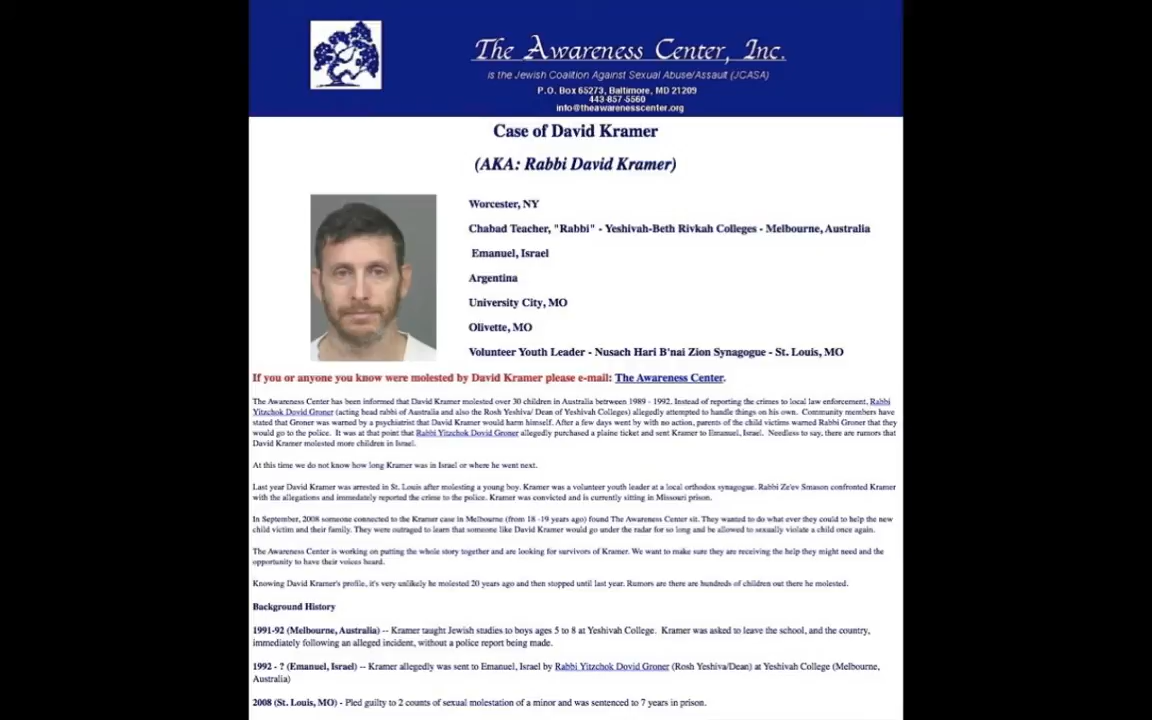 The Awareness Center, Inc.
is the Jewish Coalition Against Sexual Abuse/Assault (JCASA)
P.O. Box 65273, Baltimore, MD 21209
443-857-5560
info@theawarenesscenter.org
Case of David Kramer
(AKA: Rabbi David Kramer)
Worcester, NY
Chabad Teacher, "Rabbi" - Yeshivah-Beth Rivkah Colleges - Melbourne, Australia
Emanuel, Israel
Argentina
University City, MO
Olivette, MO
Volunteer Youth Leader - Nusach Hari B'nai Zion Synagogue - St. Louis, MO
If you or anyone you know were molested by David Kramer please e-mail: The Awareness Center.
The Awareness Center has been informed that David Kramer molested over 30 children in Australia betrween 1989 - 1992. Instead of reporting the crimes to local law enforcement, Rabbi
Yitzchok Dovid Groner (acting head rabbi of Australia and also the Rosh Yeshiva/ Dean of Yeshivah Colleges) allegedly attempted to handle things on his own. Community members have
stated that Groner was warned by a psychiatrist that David Kramer would harm himself. After a few days went by with no action, parents of the child victims warned Rabbi Groner that they
would go to the police. It was at that point that Rabbi Yitzchok Dovid Groner allegedly purchased a plaine ticket and sent Kramer to Emanuel, Israel. Needless to say, there are rumors that
David Kramer molested more children in Israel.
At this time we do not know how long Kramer was in Israel or where he went next.
Last year David Kramer was arrested in St. Louis after molesting a young boy. Kramer was a volunteer youth leader at a local orthodox synagogue. Rabbi Ze'ev Smason confronted Kramer
with the allegations and immediately reported the crime to the police. Kramer was convicted and is currently sitting in Missouri prison.
In September, 2008 someone connected to the Kramer case in Melbourne (from 18 -19 years ago) found The Awareness Center sit. They wanted to do what ever they could to help the new
child victim and their family. They were outraged to learn that someone like David Kramer would go under the radar for so long and be allowed to sexually violate a child once again.
The Awareness Center is working on putting the whole story together and are looking for survivors of Kramer. We want to make sure they are receiving the help they might need and the
opportunity to have their voices heard.
Knowing David Kramer's profile, it's very unlikely he molested 20 years ago and then stopped until last year. Rumors are there are hundreds of children out there he molested.
Background History
1991-92 (Melbourne, Australia) -- Kramer taught Jewish studies to boys ages 5 to 8 at Yeshivah College. Kramer was asked to leave the school, and the country,
immediately following an alleged incident, without a police report being made.
1992 - ? (Emanuel, Israel) -- Kramer allegedly was sent to Emanuel, Israel by Rabbi Yitzchok Dovid Groner (Rosh Yeshiva/Dean) at Yeshivah College (Melbourne,
Australia)
2008 (St. Louis, MO) - Pled guilty to 2 counts of sexual molestation of a minor and was sentenced to 7 years in prison.